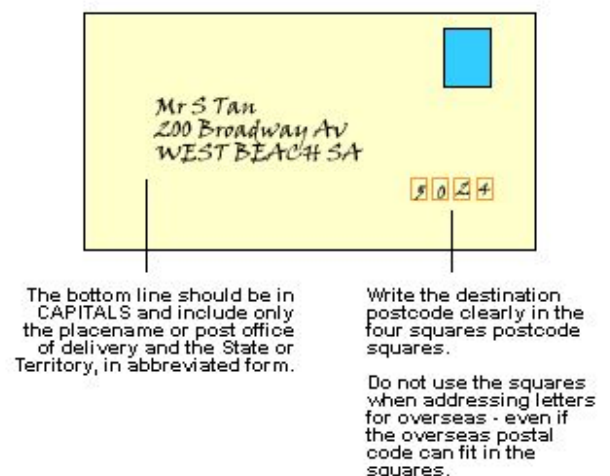 Mr S Tan
200 Broadway Av
WEST BEACH SA
5024
The bottom line should be in
CAPITALS and include only
the placename or post office
of delivery and the State or
Territory, in abbreviated form.
Write the destination
postcode clearly in the
four squares postcode
squares.
Do not use the squares
when addressing letters
for overseas - even if
the overseas postal
code can fit in the
squares.